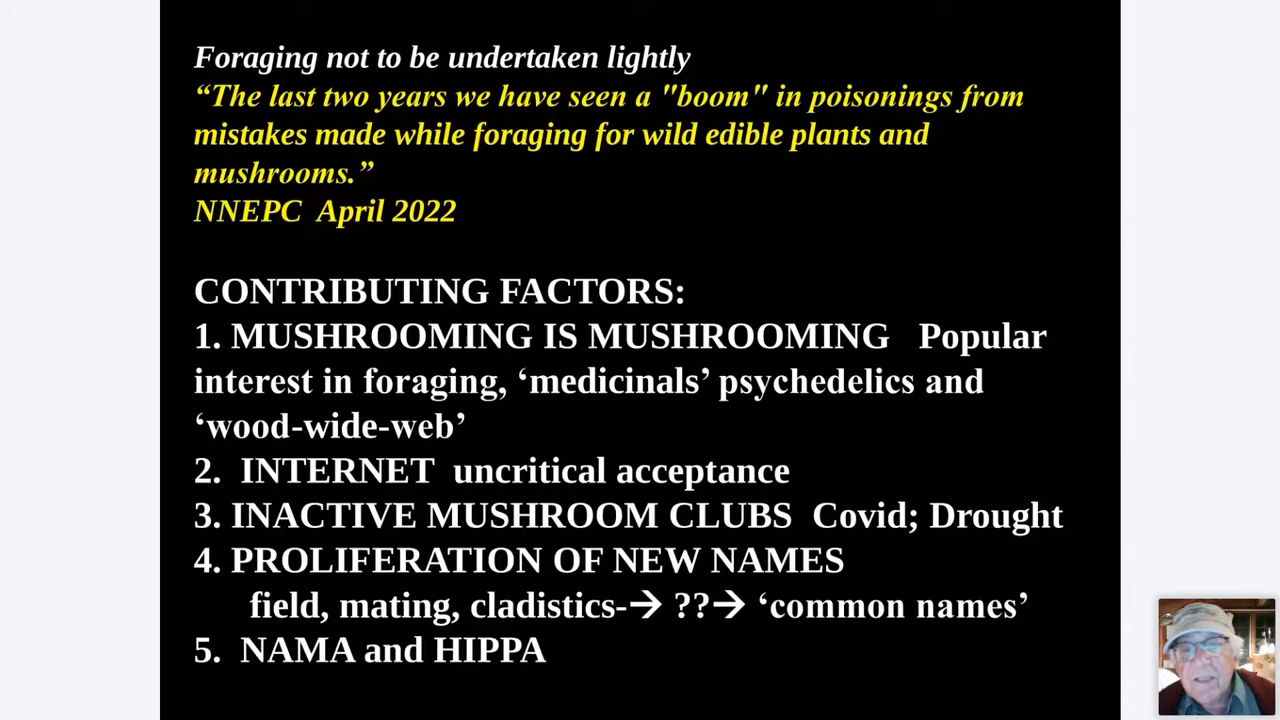 Foraging not to be undertaken lightly
“The last two years we have seen a "boom" in poisonings from
mistakes made while foraging for wild edible plants and
mushrooms.”
NNEPC April 2022
CONTRIBUTING FACTORS:
1. MUSHROOMING IS MUSHROOMING Popular
interest in foraging, ‘medicinals’ psychedelics and
‘wood-wide-web’
2. INTERNET uncritical acceptance
3. INACTIVE MUSHROOM CLUBS Covid; Drought
4. PROLIFERATION OF NEW NAMES
field, mating, cladistics-→ ??→ ‘common names’
5. NAMA and HIPPA